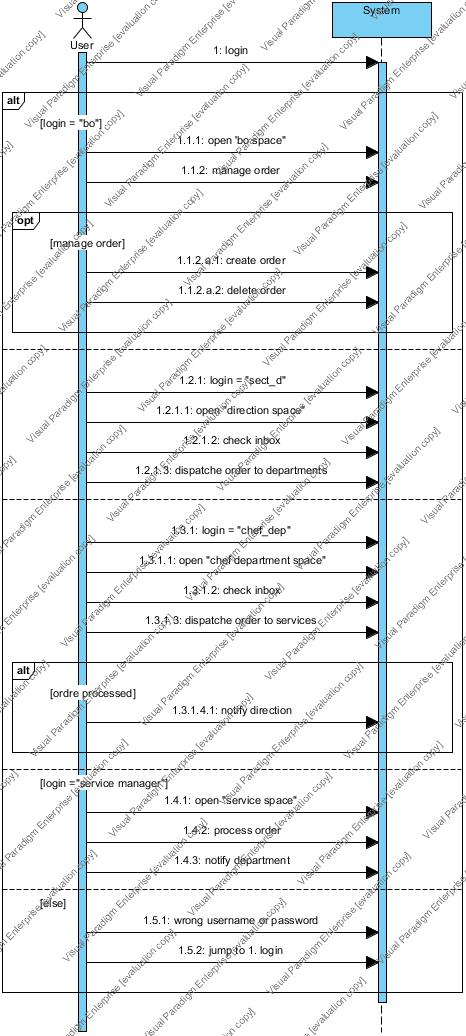 User
System
1: login
alt
[login = "bo"]
1.1.1: open "bo space"
1.1.2: manage order
opt
[manage order]
1.1.2.a.1: create order
1.1.2.a.2: delete order
1.2.1: login = "sect_d"
1.2.1.1: open "direction space"
1.2.1.2: check inbox
1.2.1.3: dispatche order to departments
1.3.1: login = "chef_dep"
1.3.1.1: open "chef department space"
1.3.1.2: check inbox
1.3.1.3: dispatche order to services
alt
[ordre processed]
1.3.1.4.1: notify direction
[login ="service manager"]
1.4.1: open "service space"
1.4.2: process order
1.4.3: notify department
[else]
1.5.1: wrong username or password
1.5.2: jump to 1. login
Visual Paradigm Enterprise [evaluation copy]